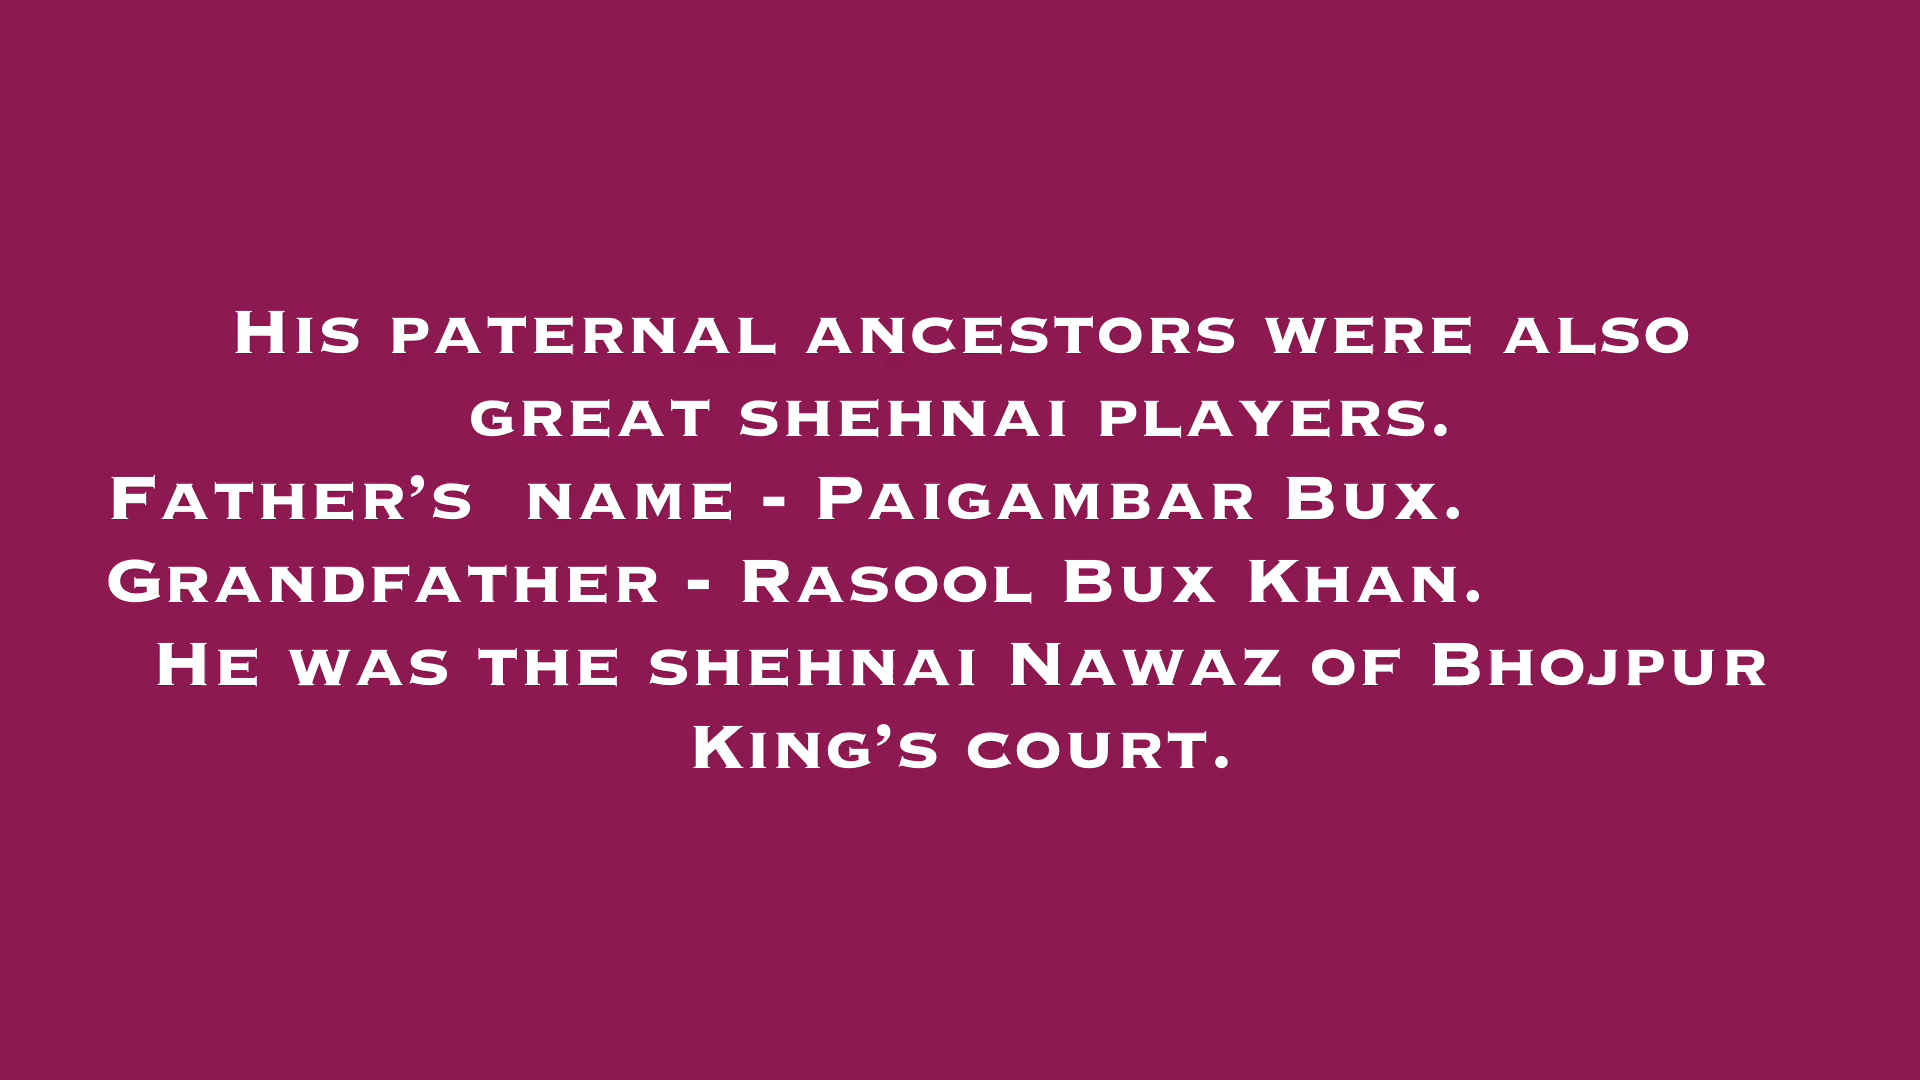 His paternal ancestors were also
great shehnai players.
Father’s  name - Paigambar Bux.
Grandfather - Rasool Bux Khan.
He was the shehnai Nawaz of Bhojpur
King’s court.